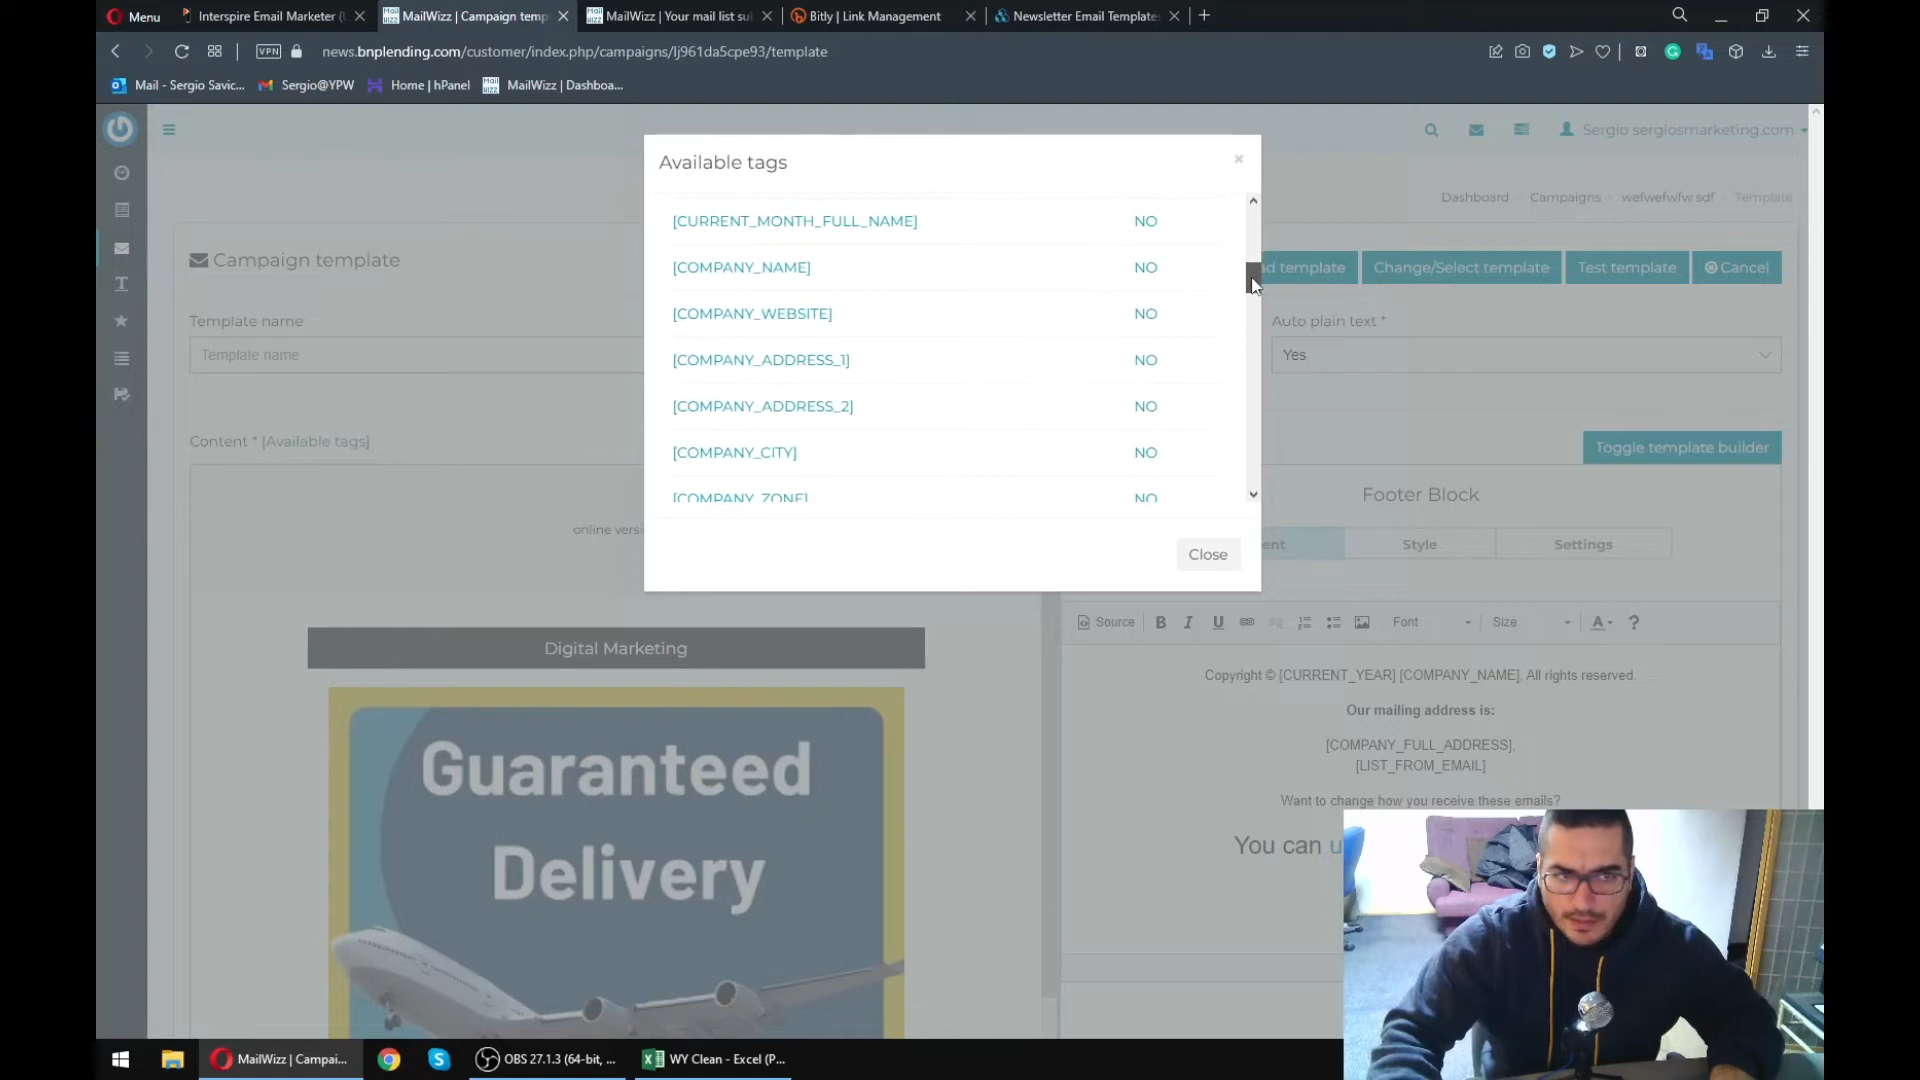 Menu
Interspire Email Marketer (
MailWizz | Campaign temp
MailWizz | Your mail list su
Bitly | Link Management
Newsletter Email Template
VPN
news.bnplending.com/customer/index.php/campaigns/lj961da5cpe93/template
Mail - Sergio Savic...
Sergio@YPW
Home | hPanel
MailWizz | Dashboa...
Sergio sergiosmarketing.com
Dashboard
Campaigns
wefwefwfw sdf
Template
Available tags
[CURRENT_MONTH_FULL_NAME] NO
[COMPANY_NAME] NO
[COMPANY_WEBSITE] NO
[COMPANY_ADDRESS_1] NO
[COMPANY_ADDRESS_2] NO
[COMPANY_CITY] NO
[COMPANY_ZONE] NO
Close
Campaign template
ad template
Change/Select template
Test template
Cancel
Template name
Template name
Auto plain text *
Yes
Content * [Available tags]
Toggle template builder
Footer Block
online versi
ent
Style
Settings
Source
B
I
U
Font
Size
A
?
Digital Marketing
Guaranteed
Delivery
Copyright © [CURRENT_YEAR] [COMPANY_NAME], All rights reserved.
Our mailing address is:
[COMPANY_FULL_ADDRESS],
[LIST_FROM_EMAIL]
Want to change how you receive these emails?
You can u
MailWizz | Campai...
OBS 27.1.3 (64-bit, ...
WY Clean - Excel (P...